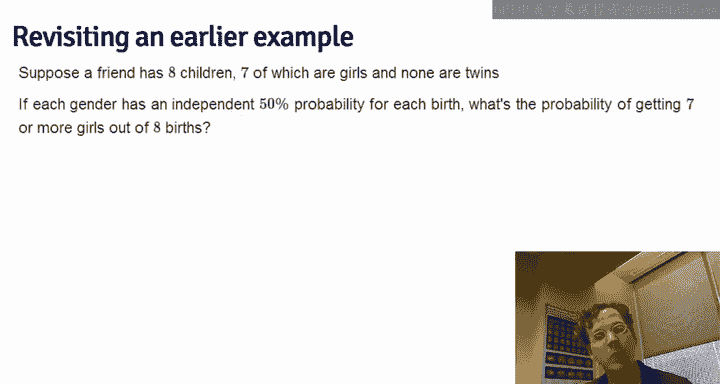 Revisiting an earlier example
Suppose a friend has 8 children, 7 of which are girls and none are twins
If each gender has an independent 50% probability for each birth, what's the probability of getting 7
or more girls out of 8 births?